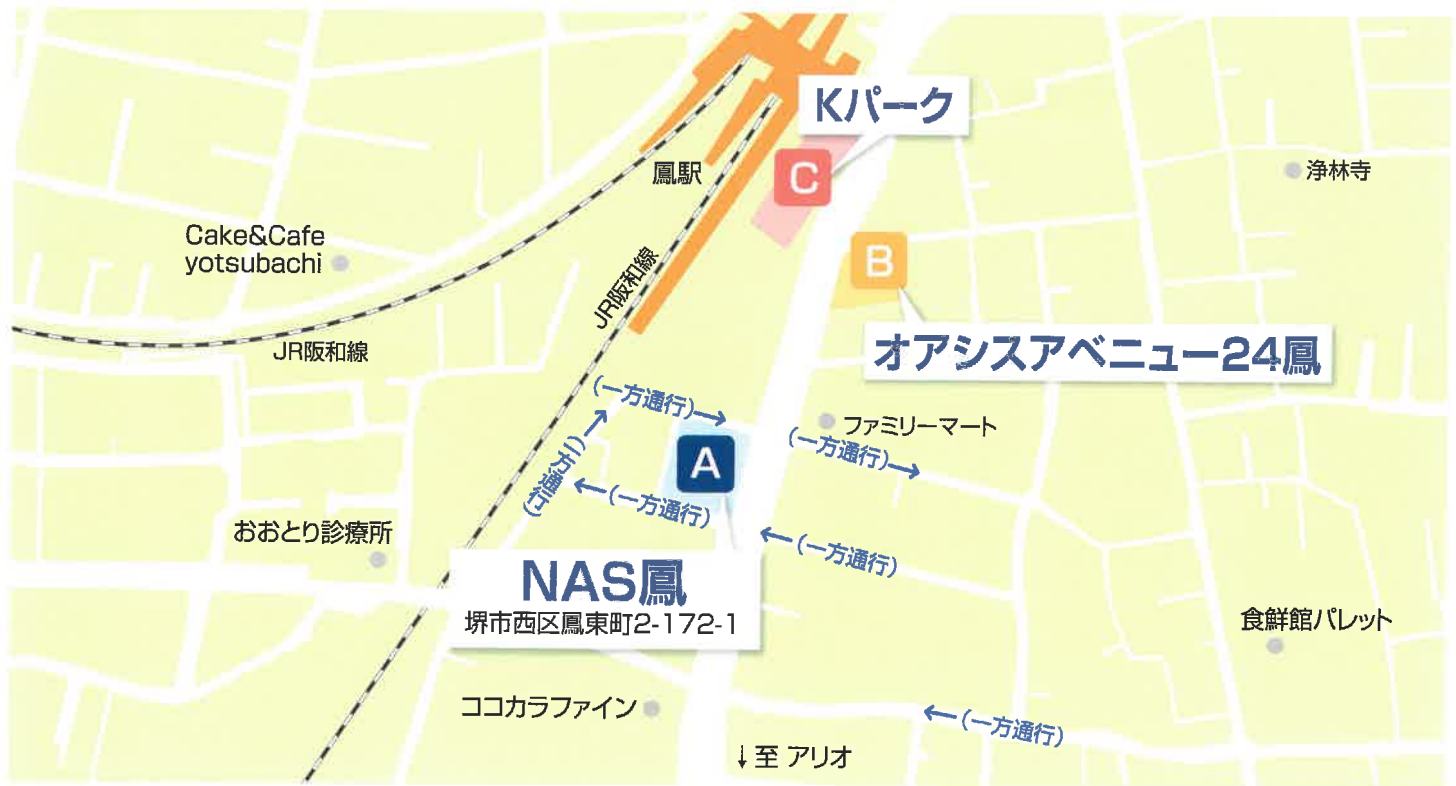 Kパーク
C
鳳駅
浄林寺
Cake&Cafe
yotsubachi
B
JR阪和線
JR阪和線
オアシスアベニュー24鳳
(一方通行)→
ファミリーマート
(一方通行)→
A
(一方通行)→
←(一方通行)
おおとり診療所
←(一方通行)
NAS鳳
堺市西区鳳東町2-172-1
食鮮館パレット
ココカラファイン
←(一方通行)
↓至 アリオ